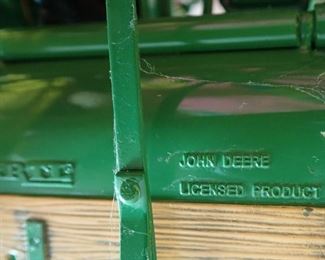 JOHN DEERE
LICENSED PRODUCT